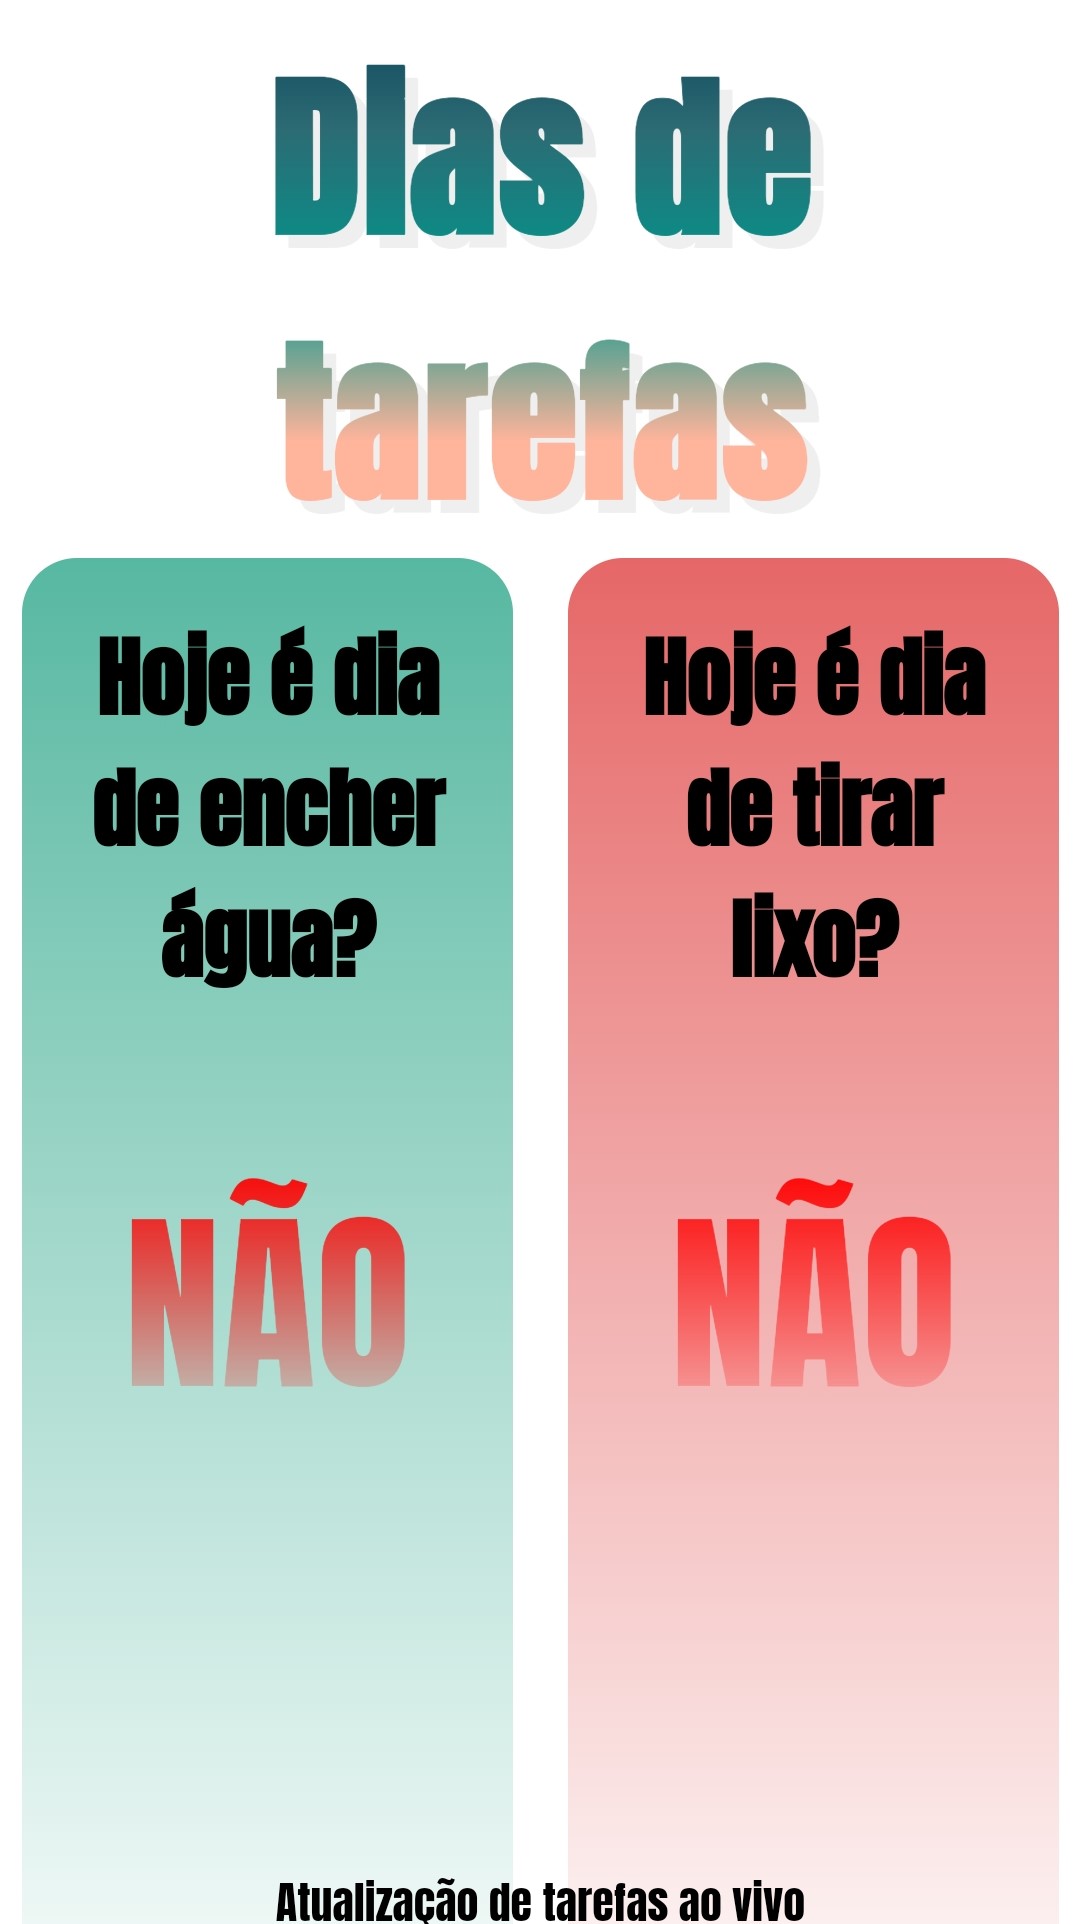 Dias de
tarefas
Hoje é dia
de encher
água?
NÃO
Hoje é dia
de tirar
lixo?
NÃO
Atualização de tarefas ao vivo